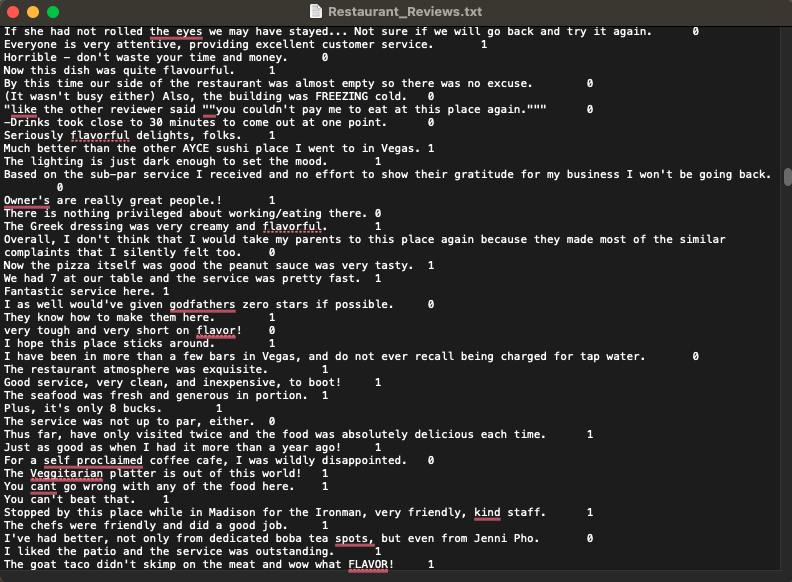 Restaurant_Reviews.txt
If she had not rolled the eyes we may have stayed... Not sure if we will go back and try it again.	0
Everyone is very attentive, providing excellent customer service.	1
Horrible - don't waste your time and money.	0
Now this dish was quite flavourful.	1
By this time our side of the restaurant was almost empty so there was no excuse.	0
(It wasn't busy either) Also, the building was FREEZING cold.	0
"like the other reviewer said ""you couldn't pay me to eat at this place again."""	0
-Drinks took close to 30 minutes to come out at one point.	0
Seriously flavorful delights, folks.	1
Much better than the other AYCE sushi place I went to in Vegas.	1
The lighting is just dark enough to set the mood.	1
Based on the sub-par service I received and no effort to show their gratitude for my business I won't be going back.
0
Owner's are really great people.!	1
There is nothing privileged about working/eating there.	0
The Greek dressing was very creamy and flavorful.	1
Overall, I don't think that I would take my parents to this place again because they made most of the similar
complaints that I silently felt too.	0
Now the pizza itself was good the peanut sauce was very tasty.	1
We had 7 at our table and the service was pretty fast.	1
Fantastic service here.	1
I as well would've given godfathers zero stars if possible.	0
They know how to make them here.	1
very tough and very short on flavor!	0
I hope this place sticks around.	1
I have been in more than a few bars in Vegas, and do not ever recall being charged for tap water.	0
The restaurant atmosphere was exquisite.	1
Good service, very clean, and inexpensive, to boot!	1
The seafood was fresh and generous in portion.	1
Plus, it's only 8 bucks.	1
The service was not up to par, either.	0
Thus far, have only visited twice and the food was absolutely delicious each time.	1
Just as good as when I had it more than a year ago!	1
For a self proclaimed coffee cafe, I was wildly disappointed.	0
The Veggitarian platter is out of this world!	1
You cant go wrong with any of the food here.	1
You can't beat that.	1
Stopped by this place while in Madison for the Ironman, very friendly, kind staff.	1
The chefs were friendly and did a good job.	1
I've had better, not only from dedicated boba tea spots, but even from Jenni Pho.	0
I liked the patio and the service was outstanding.	1
The goat taco didn't skimp on the meat and wow what FLAVOR!	1